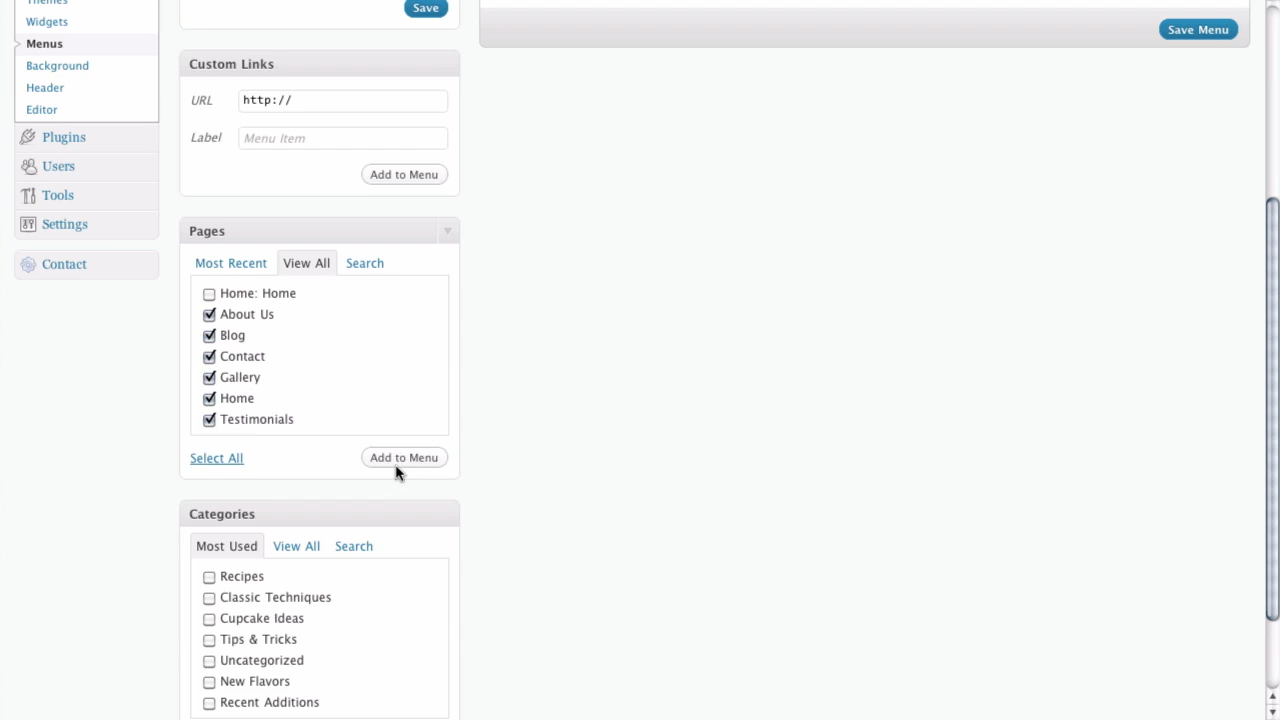 Themes
Widgets
Menus
Background
Header
Editor
Plugins
Users
Tools
Settings
Contact
Save
Custom Links
URL http://
Label Menu Item
Add to Menu
Pages
Most Recent View All Search
Home: Home
About Us
Blog
Contact
Gallery
Home
Testimonials
Select All Add to Menu
Categories
Most Used View All Search
Recipes
Classic Techniques
Cupcake Ideas
Tips & Tricks
Uncategorized
New Flavors
Recent Additions
Save Menu